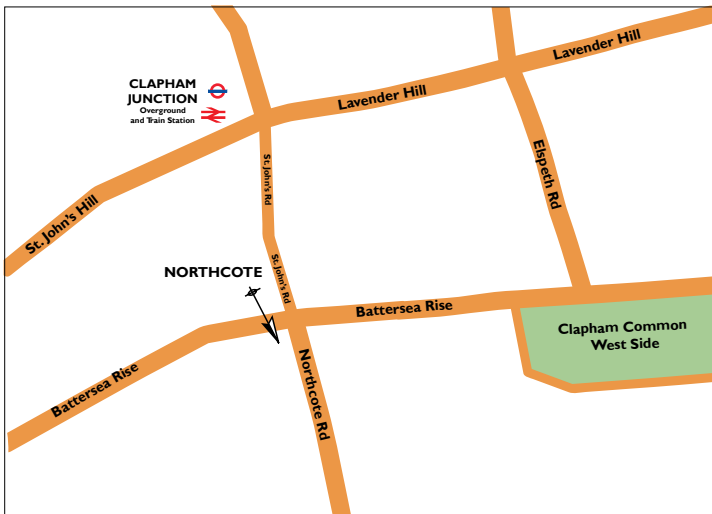 Lavender Hill
CLAPHAM
JUNCTION
Overground
and Train Station
Lavender Hill
St. John's Rd
Elspeth Rd
St. John's Hill
NORTHCOTE
St. John's Rd
Battersea Rise
Clapham Common
West Side
Battersea Rise
Northcote Rd